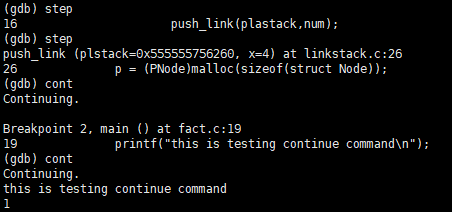 (gdb) step
16                      push_link(plastack,num);
(gdb) step
push_link (plstack=0x555555756260, x=4) at linkstack.c:26
26              p = (PNode)malloc(sizeof(struct Node));
(gdb) cont
Continuing.

Breakpoint 2, main () at fact.c:19
19              printf("this is testing continue command\n");
(gdb) cont
Continuing.
this is testing continue command
1